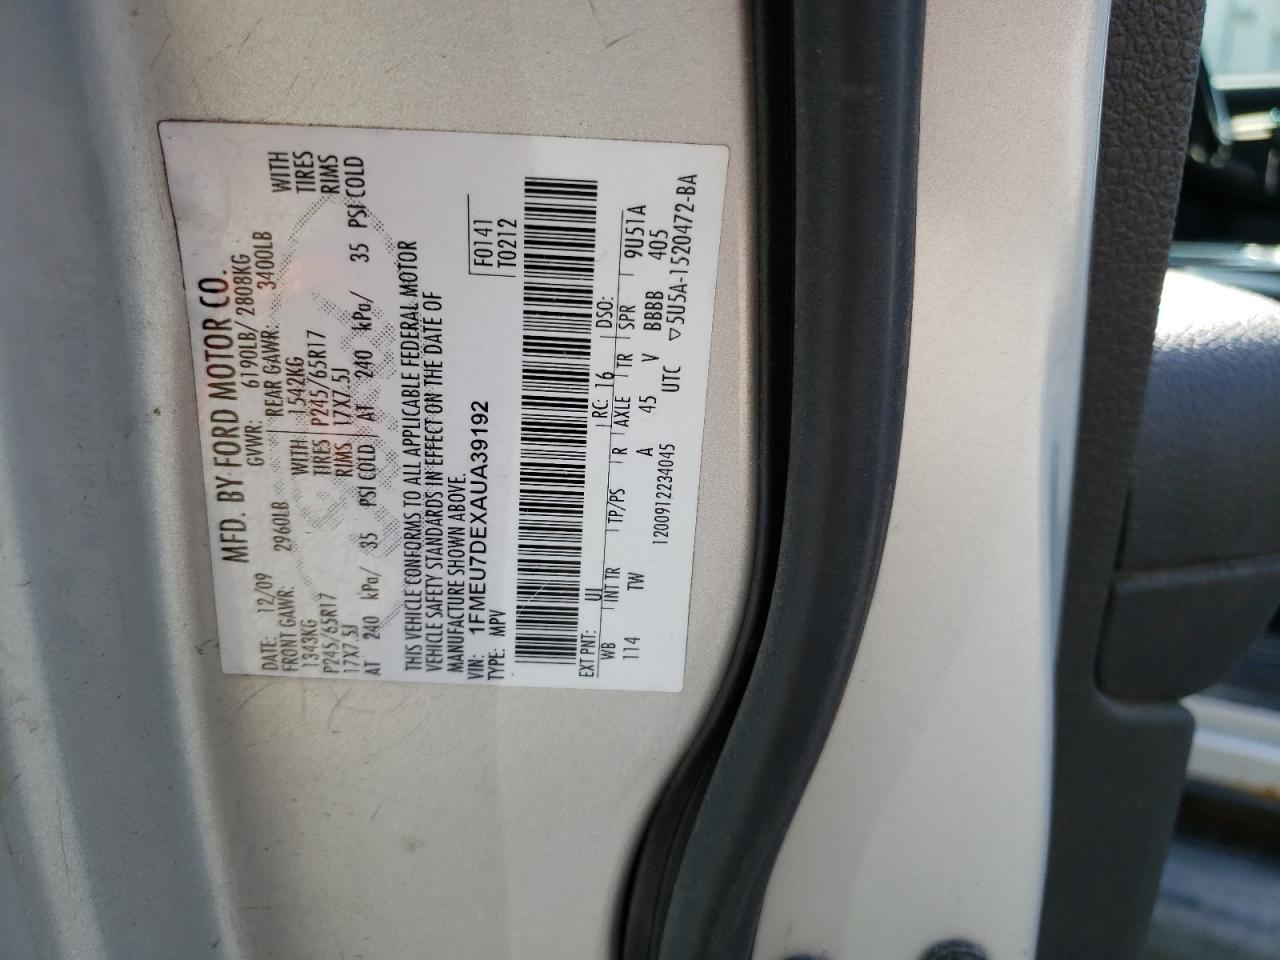 MFD. BY FORD MOTOR CO.
DATE: 12/09 GVWR: 6190LB/ 2808KG
FRONT GAWR: 2960LB REAR GAWR: 3400LB
1343KG WITH 1542KG WITH
P245/65R17 TIRES P245/65R17 TIRES
17X7.5J RIMS 17X7.5J RIMS
AT 240 kPa/ 35 PSI COLD AT 240 kPa/ 35 PSI COLD
THIS VEHICLE CONFORMS TO ALL APPLICABLE FEDERAL MOTOR
VEHICLE SAFETY STANDARDS IN EFFECT ON THE DATE OF
MANUFACTURE SHOWN ABOVE.
VIN: 1FMEU7DEXAUA39192 F0141
TYPE: MPV T0212
EXT PNT: UI RC: 16 DSO:
WB INT TR TP/PS R AXLE TR SPR 9U51A
114 TW A 45 V BBBB 405
1200912234045 UTC ▽5U5A-1520472-BA